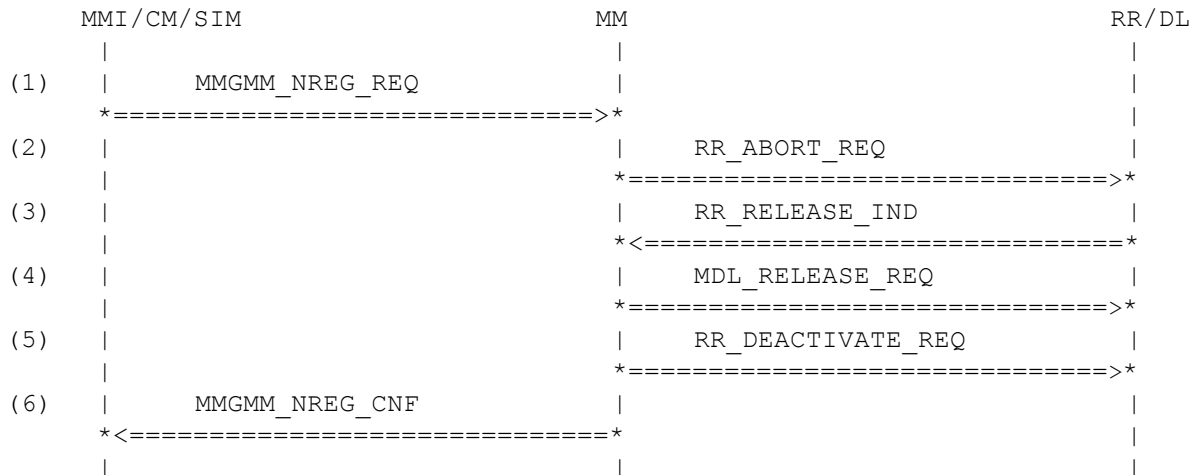 MMI/CM/SIM MM RR/DL
| | |
(1) | MMGMM_NREG_REQ | |
*==============================>* |
(2) | | RR_ABORT_REQ |
| *==============================>*
(3) | | RR_RELEASE_IND |
| *<==============================*
(4) | | MDL_RELEASE_REQ |
| *==============================>*
(5) | | RR_DEACTIVATE_REQ |
| *==============================>*
(6) | MMGMM_NREG_CNF | |
*<==============================* |
| | |